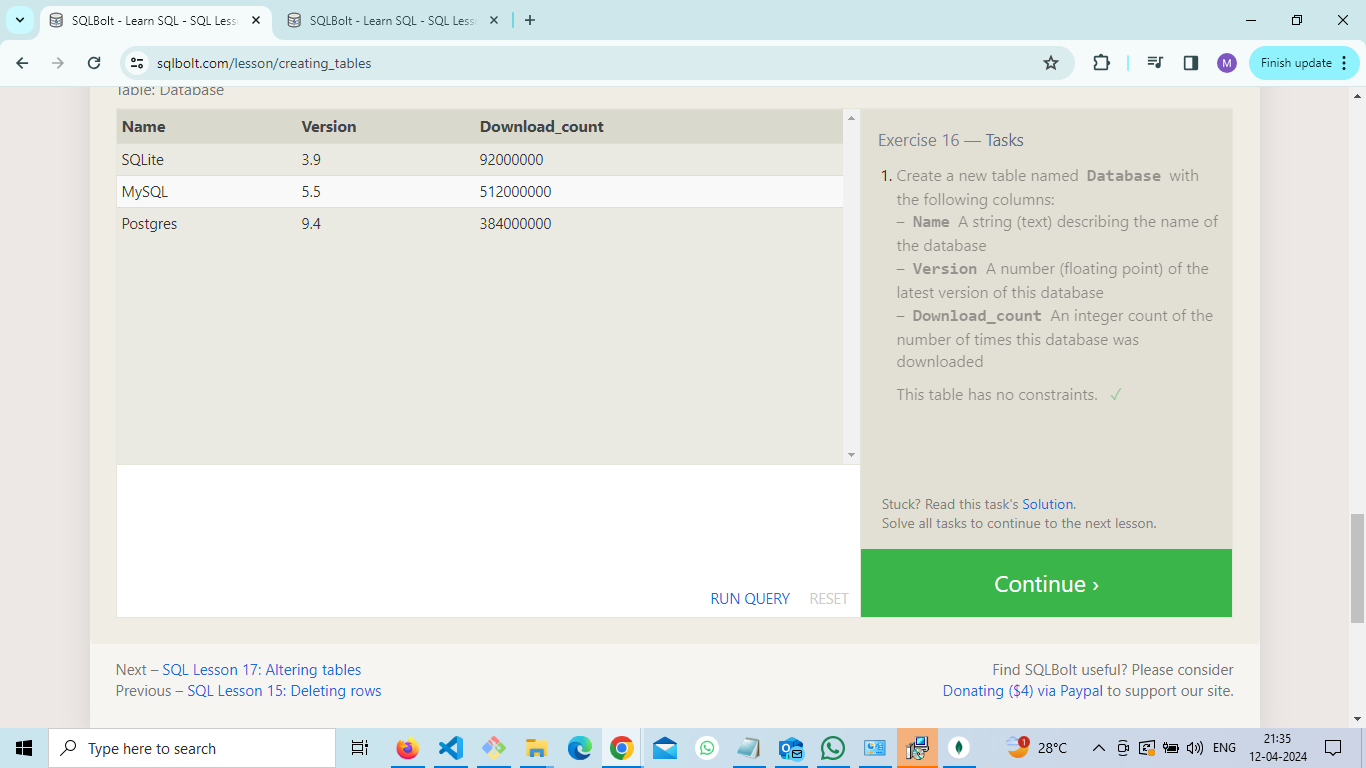 SQLBolt - Learn SQL - SQL Less
SQLBolt - Learn SQL - SQL Less
sqlbolt.com/lesson/creating_tables
M
Finish update
Table: Database
Name Version Download_count
SQLite 3.9 92000000
MySQL 5.5 512000000
Postgres 9.4 384000000
RUN QUERY RESET
Exercise 16 — Tasks
1. Create a new table named Database with
the following columns:
– Name A string (text) describing the name of
the database
– Version A number (floating point) of the
latest version of this database
– Download_count An integer count of the
number of times this database was
downloaded
This table has no constraints. ✓
Stuck? Read this task's Solution.
Solve all tasks to continue to the next lesson.
Continue ›
Next – SQL Lesson 17: Altering tables
Previous – SQL Lesson 15: Deleting rows
Find SQLBolt useful? Please consider
Donating ($4) via Paypal to support our site.
Type here to search
1
28°C
ENG
21:35
12-04-2024